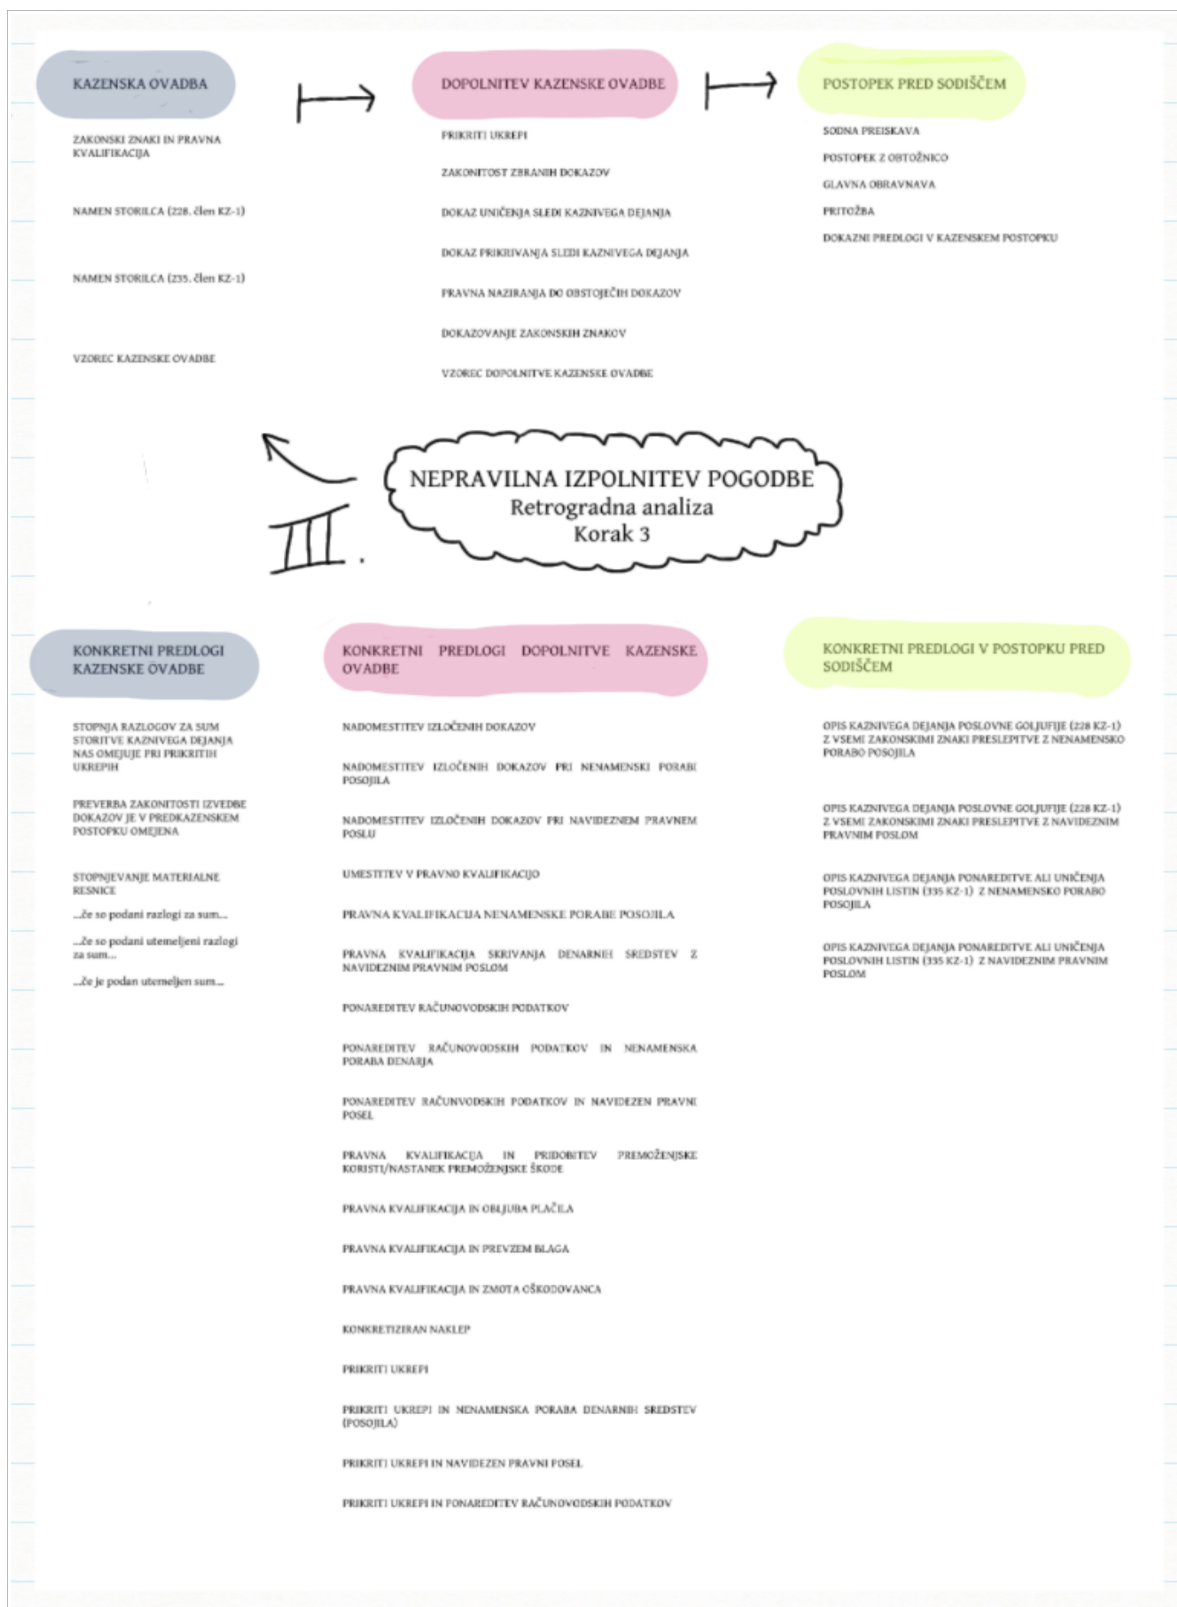 KAZENSKA OVADBA
DOPOLNITEV KAZENSKE OVADBE
POSTOPEK PRED SODIŠČEM
ZAKONSKI ZNAKI IN PRAVNA
KVALIFIKACIJA
NAMEN STORILCA (228. člen KZ-1)
NAMEN STORILCA (235. člen KZ-1)
VZOREC KAZENSKE OVADBE
PRIKRITI UKREPI
ZAKONITOST ZBRANIH DOKAZOV
DOKAZ UNIČENJA SLEDI KAZNIVEGA DEJANJA
DOKAZ PRIKRIVANJA SLEDI KAZNIVEGA DEJANJA
PRAVNA NAZIRANJA DO OBSTOJEČIH DOKAZOV
DOKAZOVANJE ZAKONSKIH ZNAKOV
VZOREC DOPOLNITVE KAZENSKE OVADBE
SODNA PREISKAVA
POSTOPEK Z OBTOŽNICO
GLAVNA OBRAVNAVA
PRITOŽBA
DOKAZNI PREDLOGI V KAZENSKEM POSTOPKU
NEPRAVILNA IZPOLNITEV POGODBE
Retrogradna analiza
Korak 3
III.
KONKRETNI PREDLOGI
KAZENSKE OVADBE
STOPNJA RAZLOGOV ZA SUM
STORITVE KAZNIVEGA DEJANJA
NAS OMEJUJE PRI PRIKRITIH
UKREPIH
PREVERBA ZAKONITOSTI IZVEDBE
DOKAZOV JE V PREDKAZENSKEM
POSTOPKU OMEJENA
STOPNJEVANJE MATERIALNE
RESNICE
...če so podani razlogi za sum...
...če so podani utemeljeni razlogi
za sum...
...če je podan utemeljen sum...
KONKRETNI PREDLOGI DOPOLNITVE KAZENSKE
OVADBE
NADOMESTITEV IZLOČENIH DOKAZOV
NADOMESTITEV IZLOČENIH DOKAZOV PRI NENAMENSKI PORABI
POSOJILA
NADOMESTITEV IZLOČENIH DOKAZOV PRI NAVIDEZNEM PRAVNEM
POSLU
UMESTITEV V PRAVNO KVALIFIKACIJO
PRAVNA KVALIFIKACIJA NENAMENSKE PORABE POSOJILA
PRAVNA KVALIFIKACIJA SKRIVANJA DENARNIH SREDSTEV Z
NAVIDEZNIM PRAVNIM POSLOM
PONAREDITEV RAČUNOVODSKIH PODATKOV
PONAREDITEV RAČUNOVODSKIH PODATKOV IN NENAMENSKA
PORABA DENARJA
PONAREDITEV RAČUNVODSKIH PODATKOV IN NAVIDEZEN PRAVNI
POSEL
PRAVNA KVALIFIKACIJA IN PRIDOBITEV PREMOŽENJSKE
KORISTI/NASTANEK PREMOŽENJSKE ŠKODE
PRAVNA KVALIFIKACIJA IN OBLJUBA PLAČILA
PRAVNA KVALIFIKACIJA IN PREVZEM BLAGA
PRAVNA KVALIFIKACIJA IN ZMOTA OŠKODOVANCA
KONKRETIZIRAN NAKLEP
PRIKRITI UKREPI
PRIKRITI UKREPI IN NENAMENSKA PORABA DENARNIH SREDSTEV
(POSOJILA)
PRIKRITI UKREPI IN NAVIDEZEN PRAVNI POSEL
PRIKRITI UKREPI IN PONAREDITEV RAČUNOVODSKIH PODATKOV
KONKRETNI PREDLOGI V POSTOPKU PRED
SODIŠČEM
OPIS KAZNIVEGA DEJANJA POSLOVNE GOLJUFIJE (228 KZ-1)
Z VSEMI ZAKONSKIMI ZNAKI PRESLEPITVE Z NENAMENSKO
PORABO POSOJILA
OPIS KAZNIVEGA DEJANJA POSLOVNE GOLJUFIJE (228 KZ-1)
Z VSEMI ZAKONSKIMI ZNAKI PRESLEPITVE Z NAVIDEZNIM
PRAVNIM POSLOM
OPIS KAZNIVEGA DEJANJA PONAREDITVE ALI UNIČENJA
POSLOVNIH LISTIN (335 KZ-1) Z NENAMENSKO PORABO
POSOJILA
OPIS KAZNIVEGA DEJANJA PONAREDITVE ALI UNIČENJA
POSLOVNIH LISTIN (335 KZ-1) Z NAVIDEZNIM PRAVNIM
POSLOM